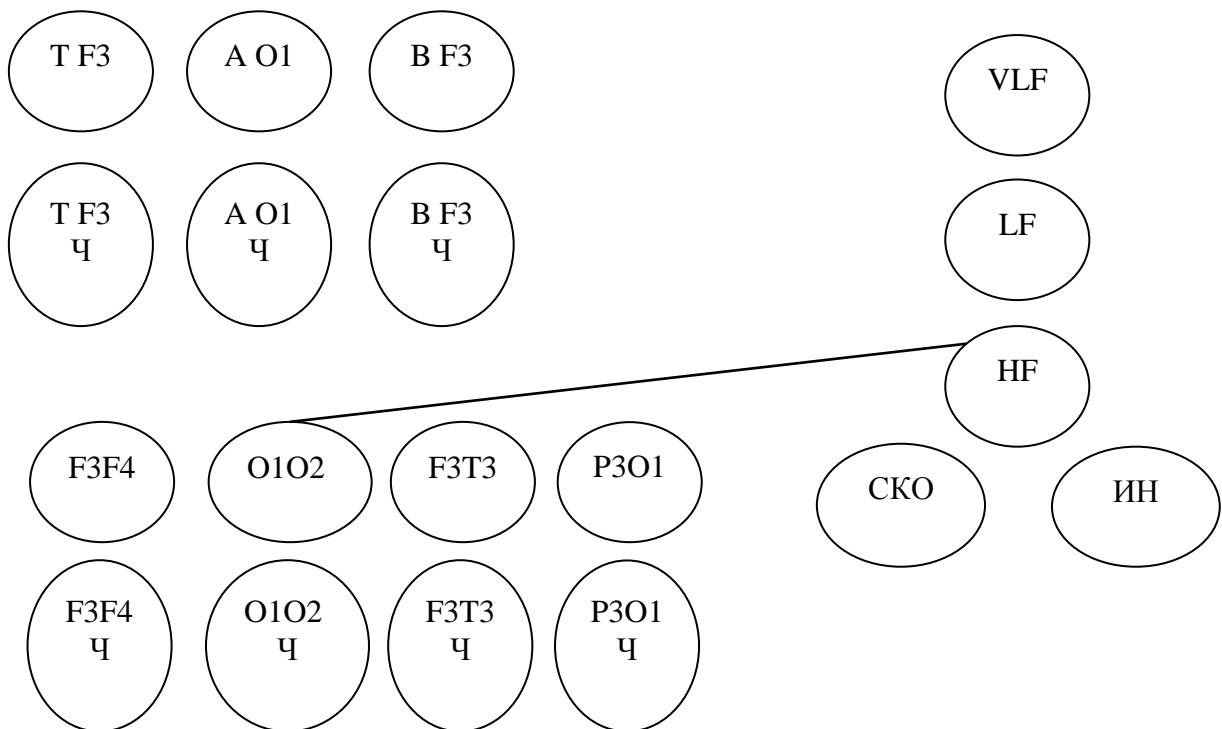 T F3
A O1
B F3
VLF
T F3
Ч
A O1
Ч
B F3
Ч
LF
HF
F3F4
O1O2
F3T3
P3O1
СКО
ИН
F3F4
Ч
O1O2
Ч
F3T3
Ч
P3O1
Ч